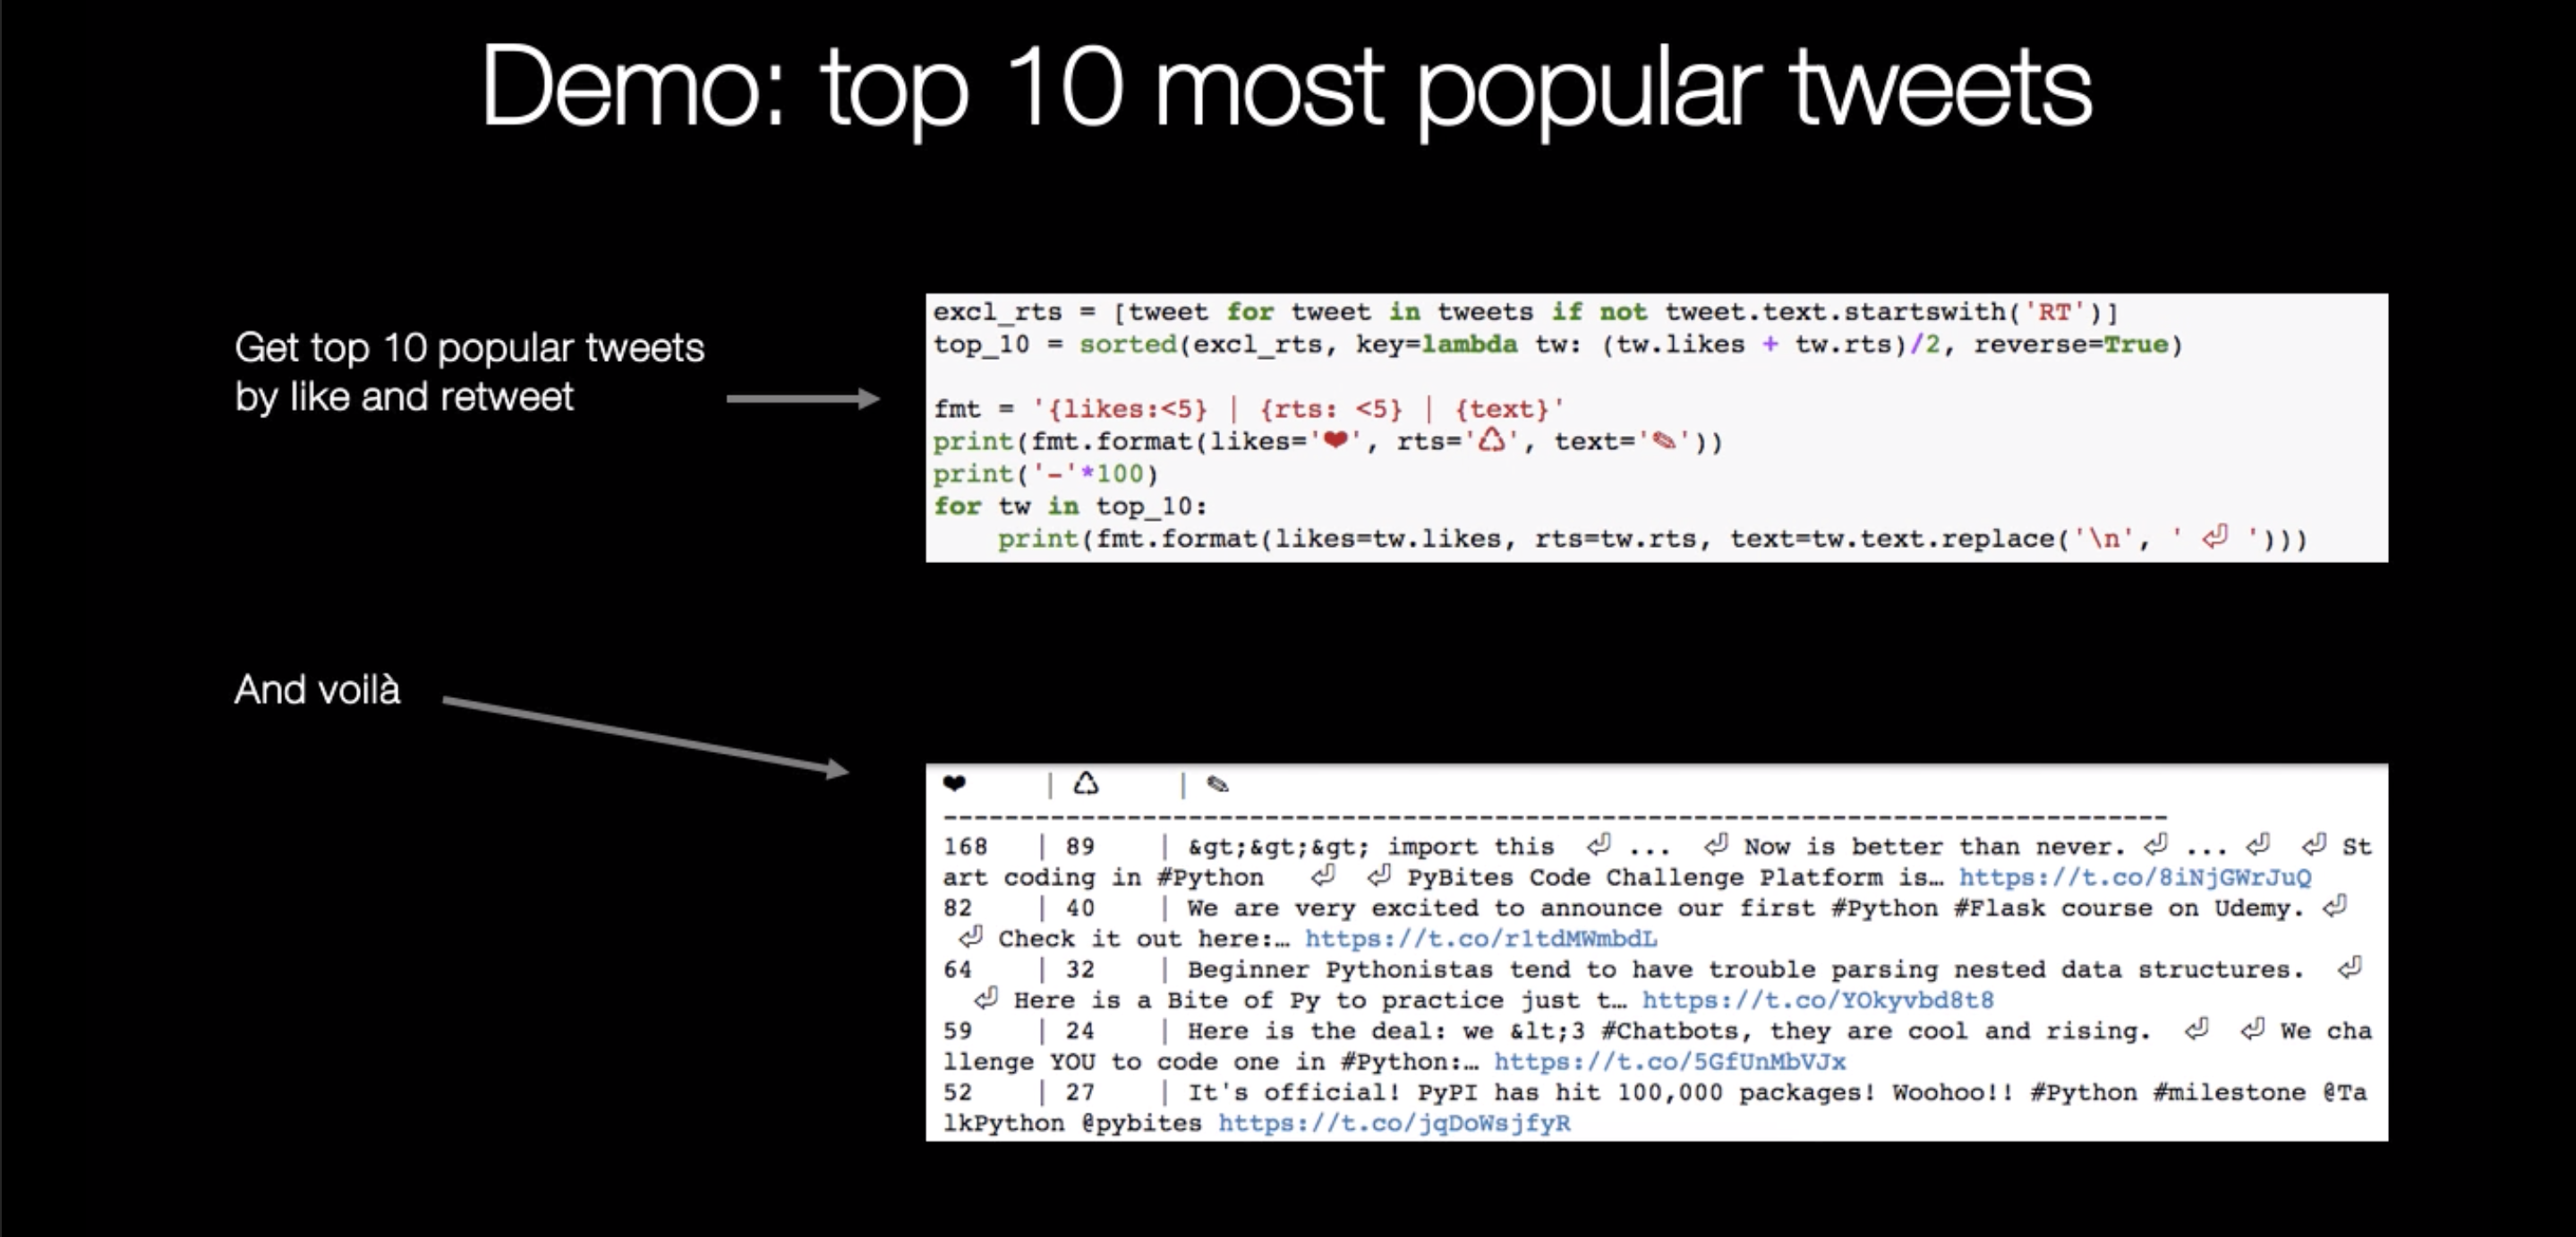 Demo: top 10 most popular tweets
Get top 10 popular tweets
by like and retweet
excl_rts = [tweet for tweet in tweets if not tweet.text.startswith('RT')]
top_10 = sorted(excl_rts, key=lambda tw: (tw.likes + tw.rts)/2, reverse=True)
fmt = '{likes:<5} | {rts: <5} | {text}'
print(fmt.format(likes='❤', rts='♺', text='✎'))
print('-'*100)
for tw in top_10:
    print(fmt.format(likes=tw.likes, rts=tw.rts, text=tw.text.replace('\n', ' ⏎ ')))
And voilà
❤ | ♺ | ✎
--------------------------------------------------------------------------------
168 | 89 | &gt;&gt;&gt; import this ⏎ ... ⏎ Now is better than never. ⏎ ... ⏎ ⏎ St
art coding in #Python ⏎ ⏎ PyBites Code Challenge Platform is… https://t.co/8iNjGWrJuQ
82 | 40 | We are very excited to announce our first #Python #Flask course on Udemy. ⏎
⏎ Check it out here:… https://t.co/r1tdMWmbdL
64 | 32 | Beginner Pythonistas tend to have trouble parsing nested data structures. ⏎
⏎ Here is a Bite of Py to practice just t… https://t.co/YOkyvbd8t8
59 | 24 | Here is the deal: we &lt;3 #Chatbots, they are cool and rising. ⏎ ⏎ We cha
llenge YOU to code one in #Python:… https://t.co/5GfUnMbVJx
52 | 27 | It's official! PyPI has hit 100,000 packages! Woohoo!! #Python #milestone @Ta
lkPython @pybites https://t.co/jqDoWsjfyR